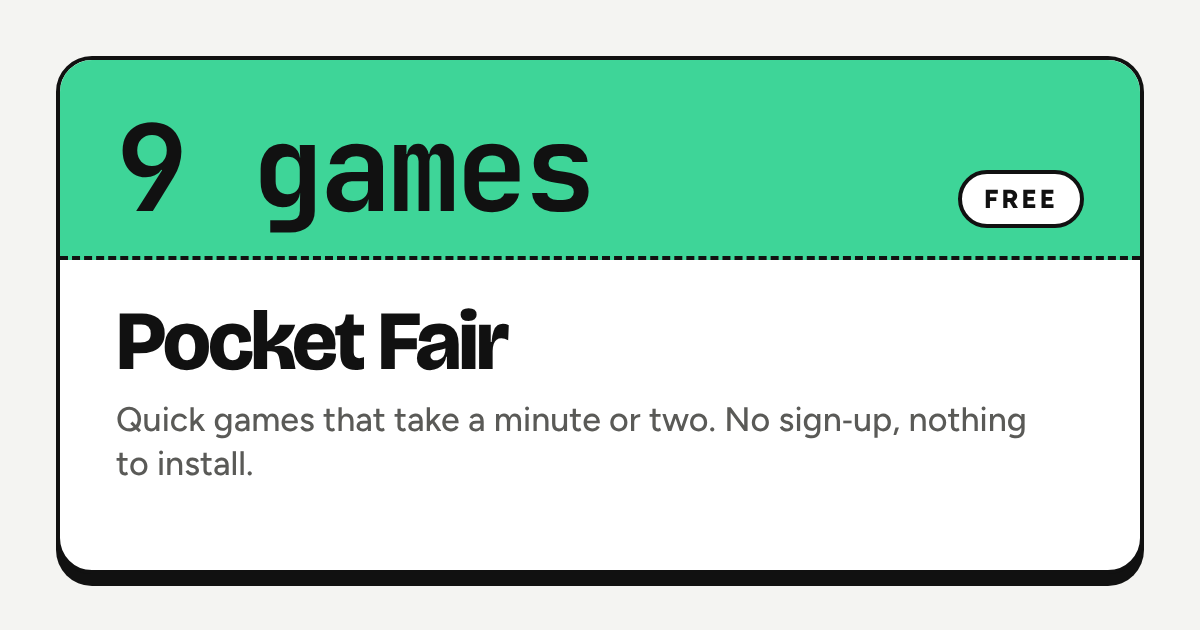 9 games
FREE
Pocket Fair
Quick games that take a minute or two. No sign-up, nothing
to install.